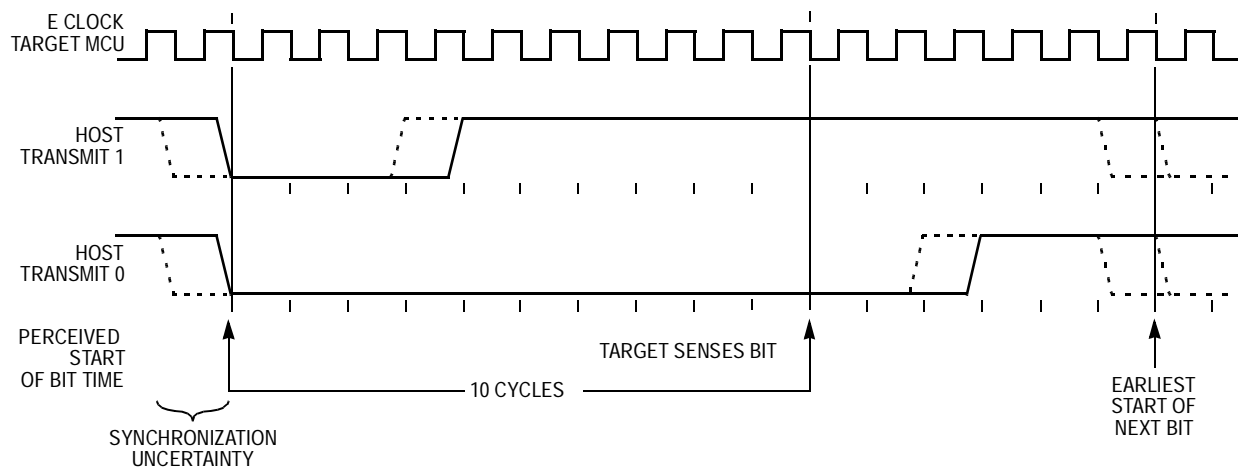 E CLOCK
TARGET MCU
HOST
TRANSMIT 1
HOST
TRANSMIT 0
PERCEIVED
START
OF BIT TIME
TARGET SENSES BIT
10 CYCLES
EARLIEST
START OF
NEXT BIT
SYNCHRONIZATION
UNCERTAINTY